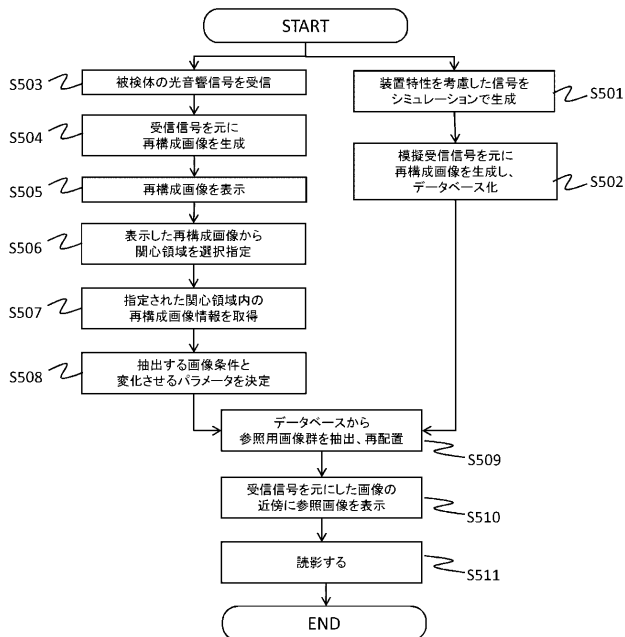 START
S503
被検体の光音響信号を受信
S504
受信信号を元に
再構成画像を生成
S505
再構成画像を表示
S506
表示した再構成画像から
関心領域を選択指定
S507
指定された関心領域内の
再構成画像情報を取得
S508
抽出する画像条件と
変化させるパラメータを決定
装置特性を考慮した信号を
シミュレーションで生成
S501
模擬受信信号を元に
再構成画像を生成し、
データベース化
S502
データベースから
参照用画像群を抽出、再配置
S509
受信信号を元にした画像の
近傍に参照画像を表示
S510
読影する
S511
END